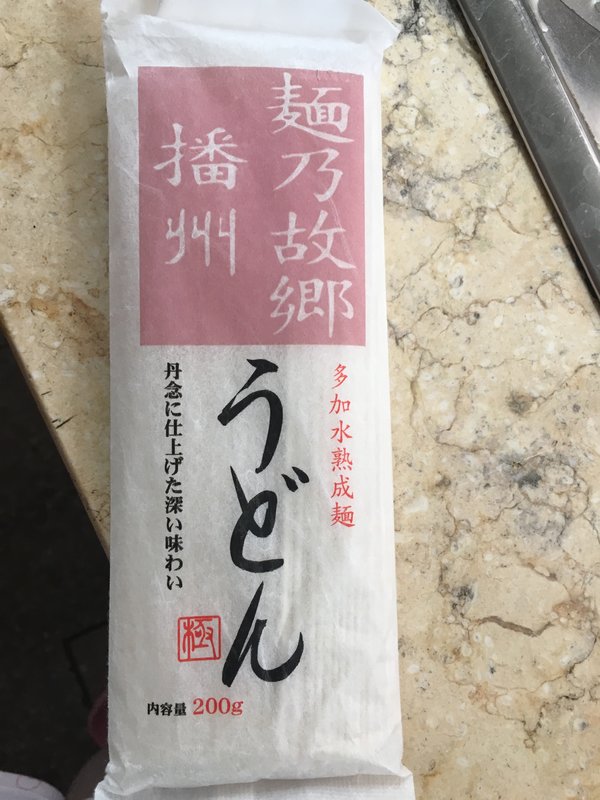 麺乃故郷
播州
多加水熟成麺
うどん
丹念に仕上げた深い味わい
極
内容量 200g